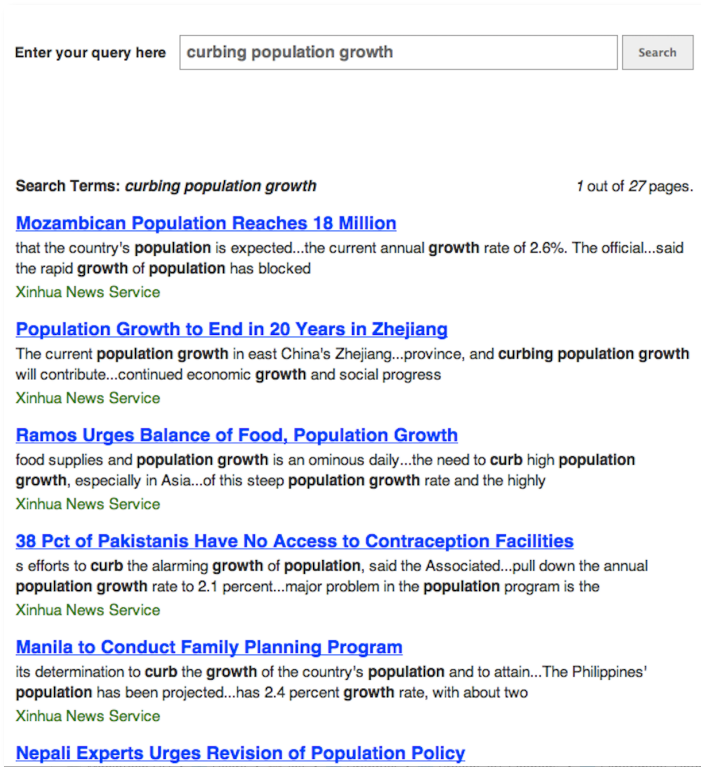 Enter your query here curbing population growth Search
Search Terms: curbing population growth 1 out of 27 pages.
Mozambican Population Reaches 18 Million
that the country's population is expected...the current annual growth rate of 2.6%. The official...said
the rapid growth of population has blocked
Xinhua News Service
Population Growth to End in 20 Years in Zhejiang
The current population growth in east China's Zhejiang...province, and curbing population growth
will contribute...continued economic growth and social progress
Xinhua News Service
Ramos Urges Balance of Food, Population Growth
food supplies and population growth is an ominous daily...the need to curb high population
growth, especially in Asia...of this steep population growth rate and the highly
Xinhua News Service
38 Pct of Pakistanis Have No Access to Contraception Facilities
s efforts to curb the alarming growth of population, said the Associated...pull down the annual
population growth rate to 2.1 percent...major problem in the population program is the
Xinhua News Service
Manila to Conduct Family Planning Program
its determination to curb the growth of the country's population and to attain...The Philippines'
population has been projected...has 2.4 percent growth rate, with about two
Xinhua News Service
Nepali Experts Urges Revision of Population Policy